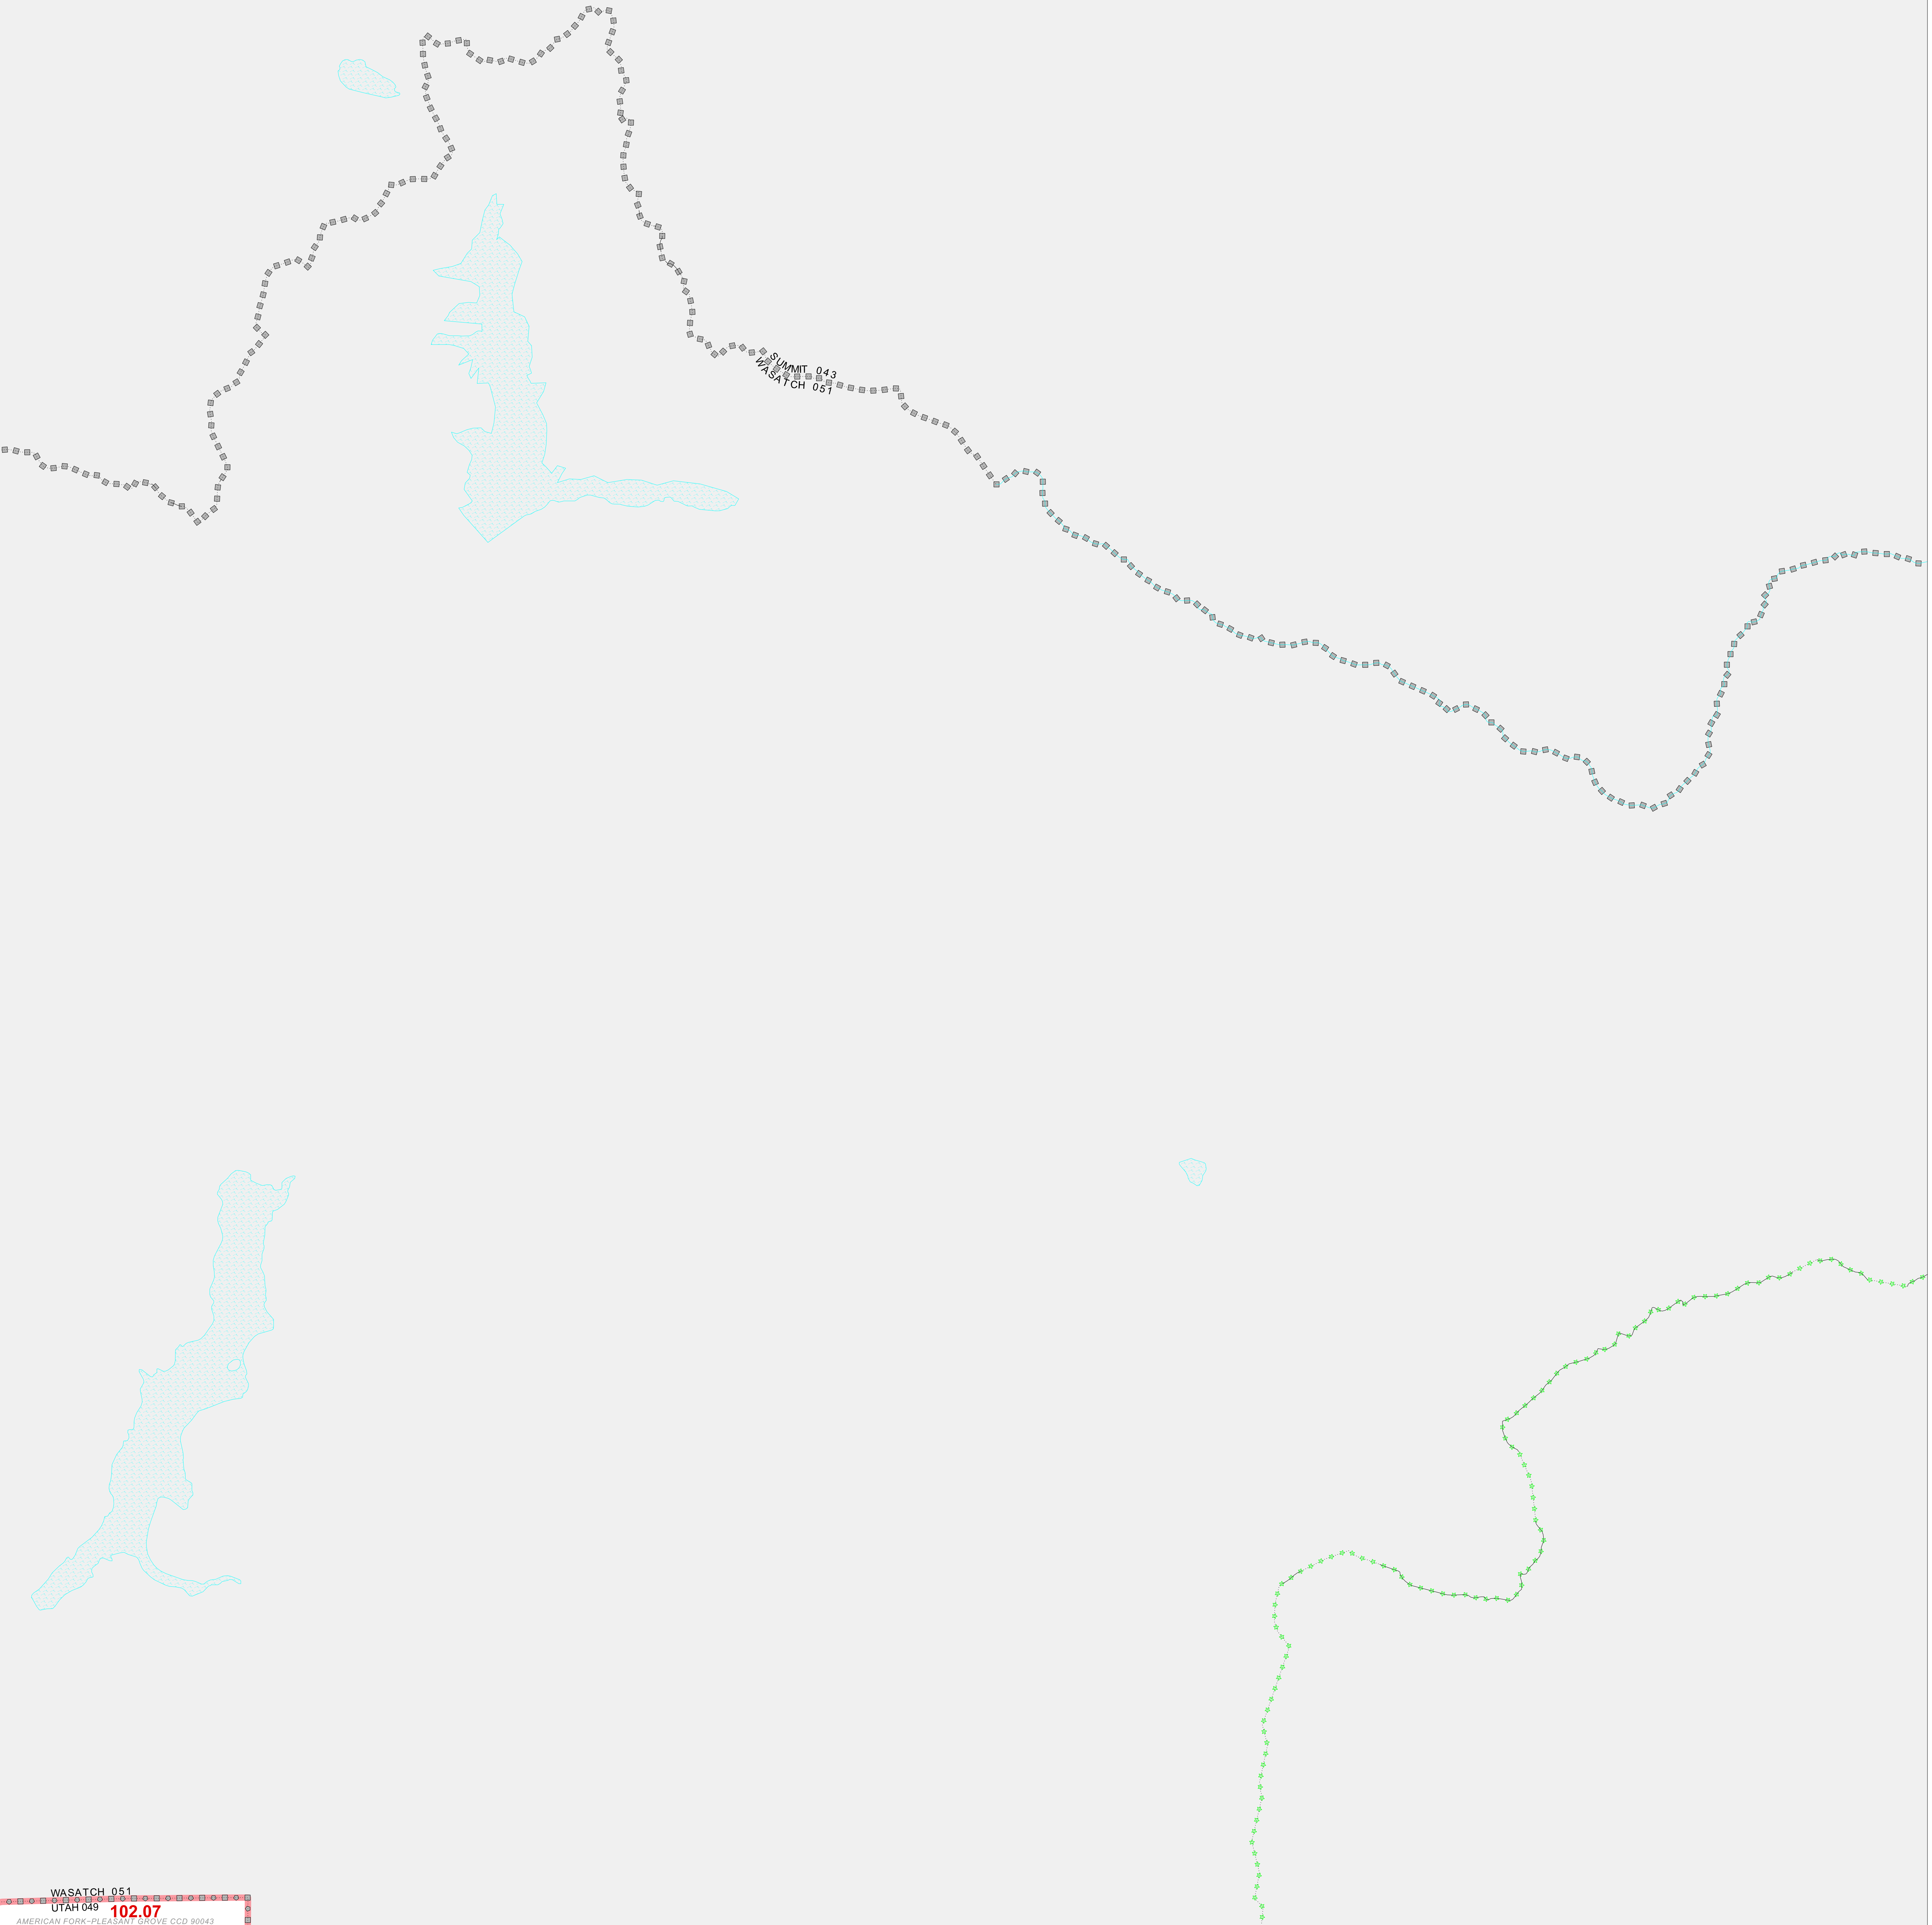 SUMMIT 043
WASATCH 051
WASATCH 051
UTAH 049
102.07
AMERICAN FORK-PLEASANT GROVE CCD 90043